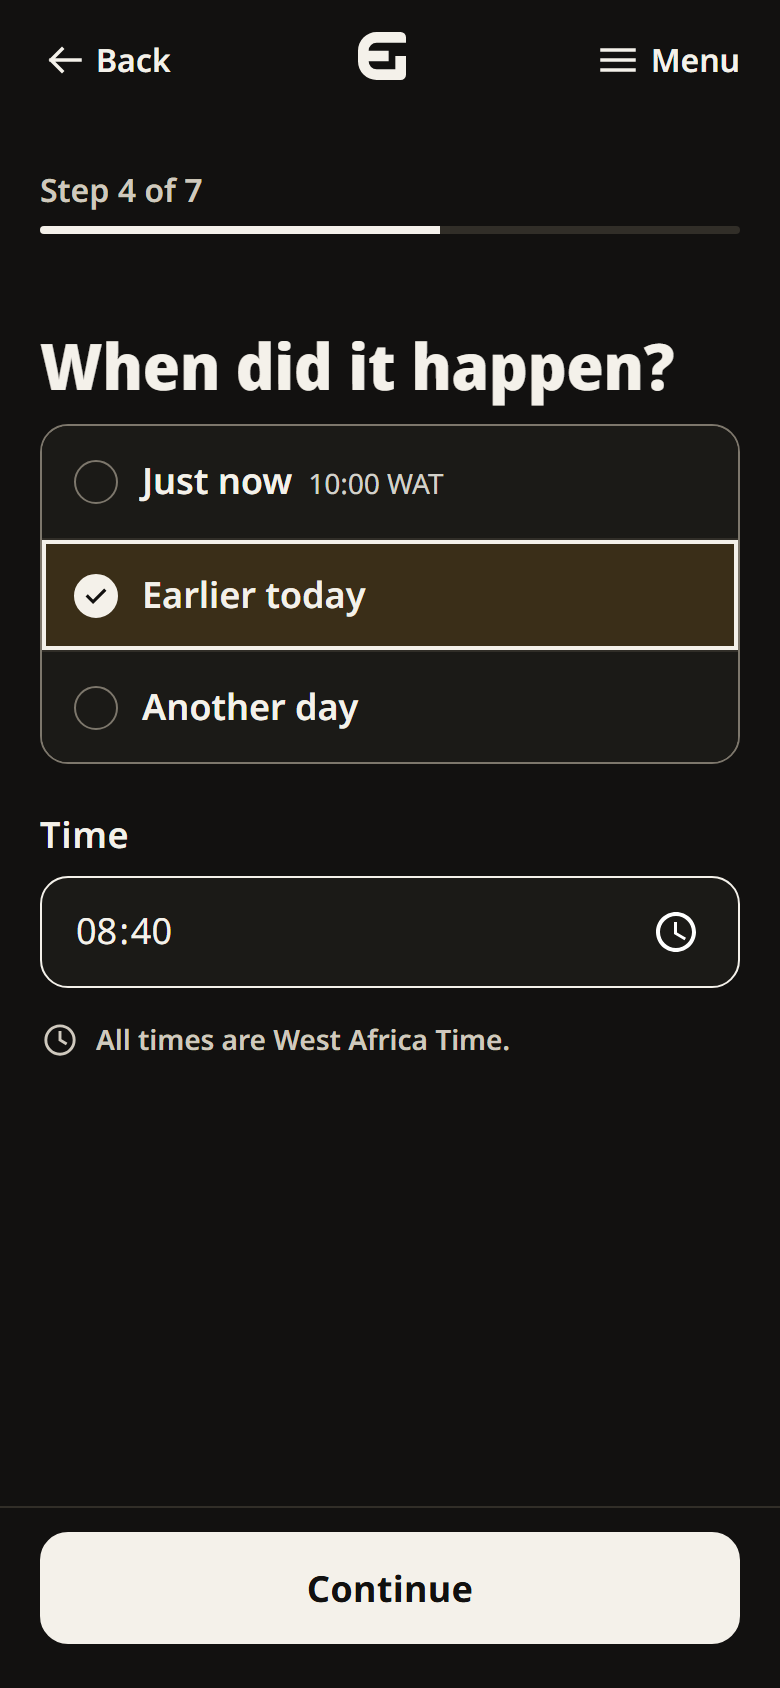 Back
Menu
Step 4 of 7
When did it happen?
Just now 10:00 WAT
Earlier today
Another day
Time
08:40
All times are West Africa Time.
Continue